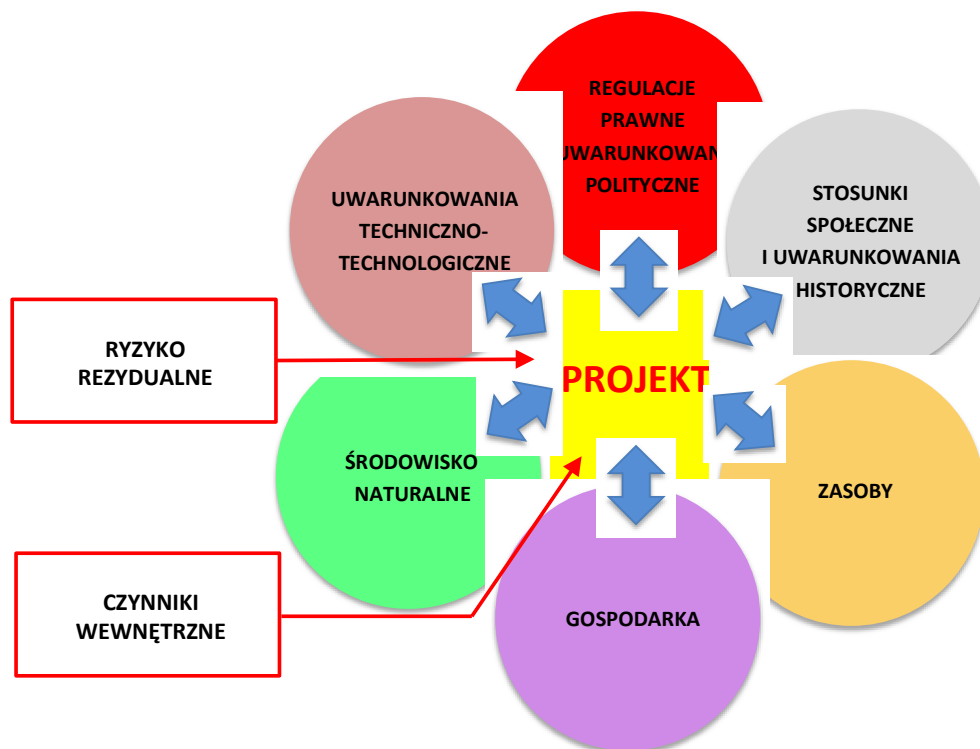 REGULACJE
PRAWNE
POLITYCZNE
UWARUNKOWANIA
TECHNICZNO-
TECHNOLOGICZNE
STOSUNKI
SPOŁECZNE
I UWARUNKOWANIA
HISTORYCZNE
RYZYKO
REZYDUALNE
PROJEKT
ŚRODOWISKO
NATURALNE
ZASOBY
CZYNNIKI
WEWNĘTRZNE
GOSPODARKA